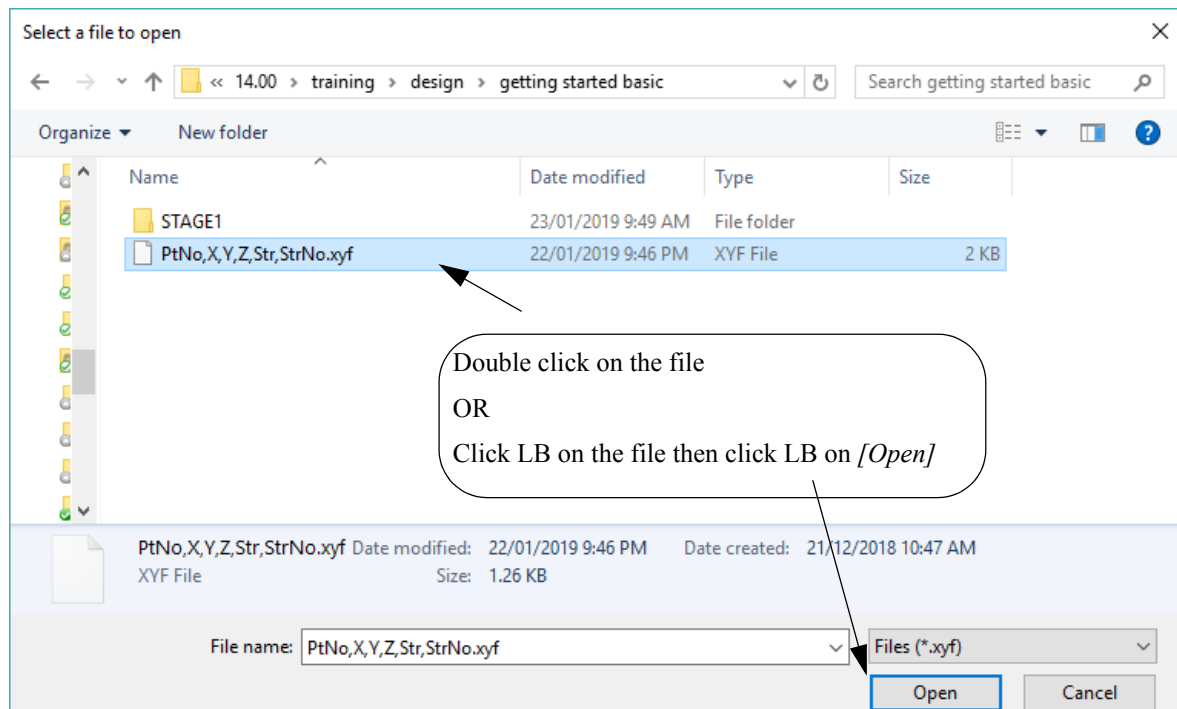 Select a file to open
« 14.00 > training > design > getting started basic
Search getting started basic
Organize
New folder
Name Date modified Type Size
STAGE1 23/01/2019 9:49 AM File folder
PtNo,X,Y,Z,Str,StrNo.xyf 22/01/2019 9:46 PM XYF File 2 KB
Double click on the file
OR
Click LB on the file then click LB on [Open]
PtNo,X,Y,Z,Str,StrNo.xyf Date modified: 22/01/2019 9:46 PM Date created: 21/12/2018 10:47 AM
XYF File Size: 1.26 KB
File name: PtNo,X,Y,Z,Str,StrNo.xyf Files (*.xyf)
Open Cancel